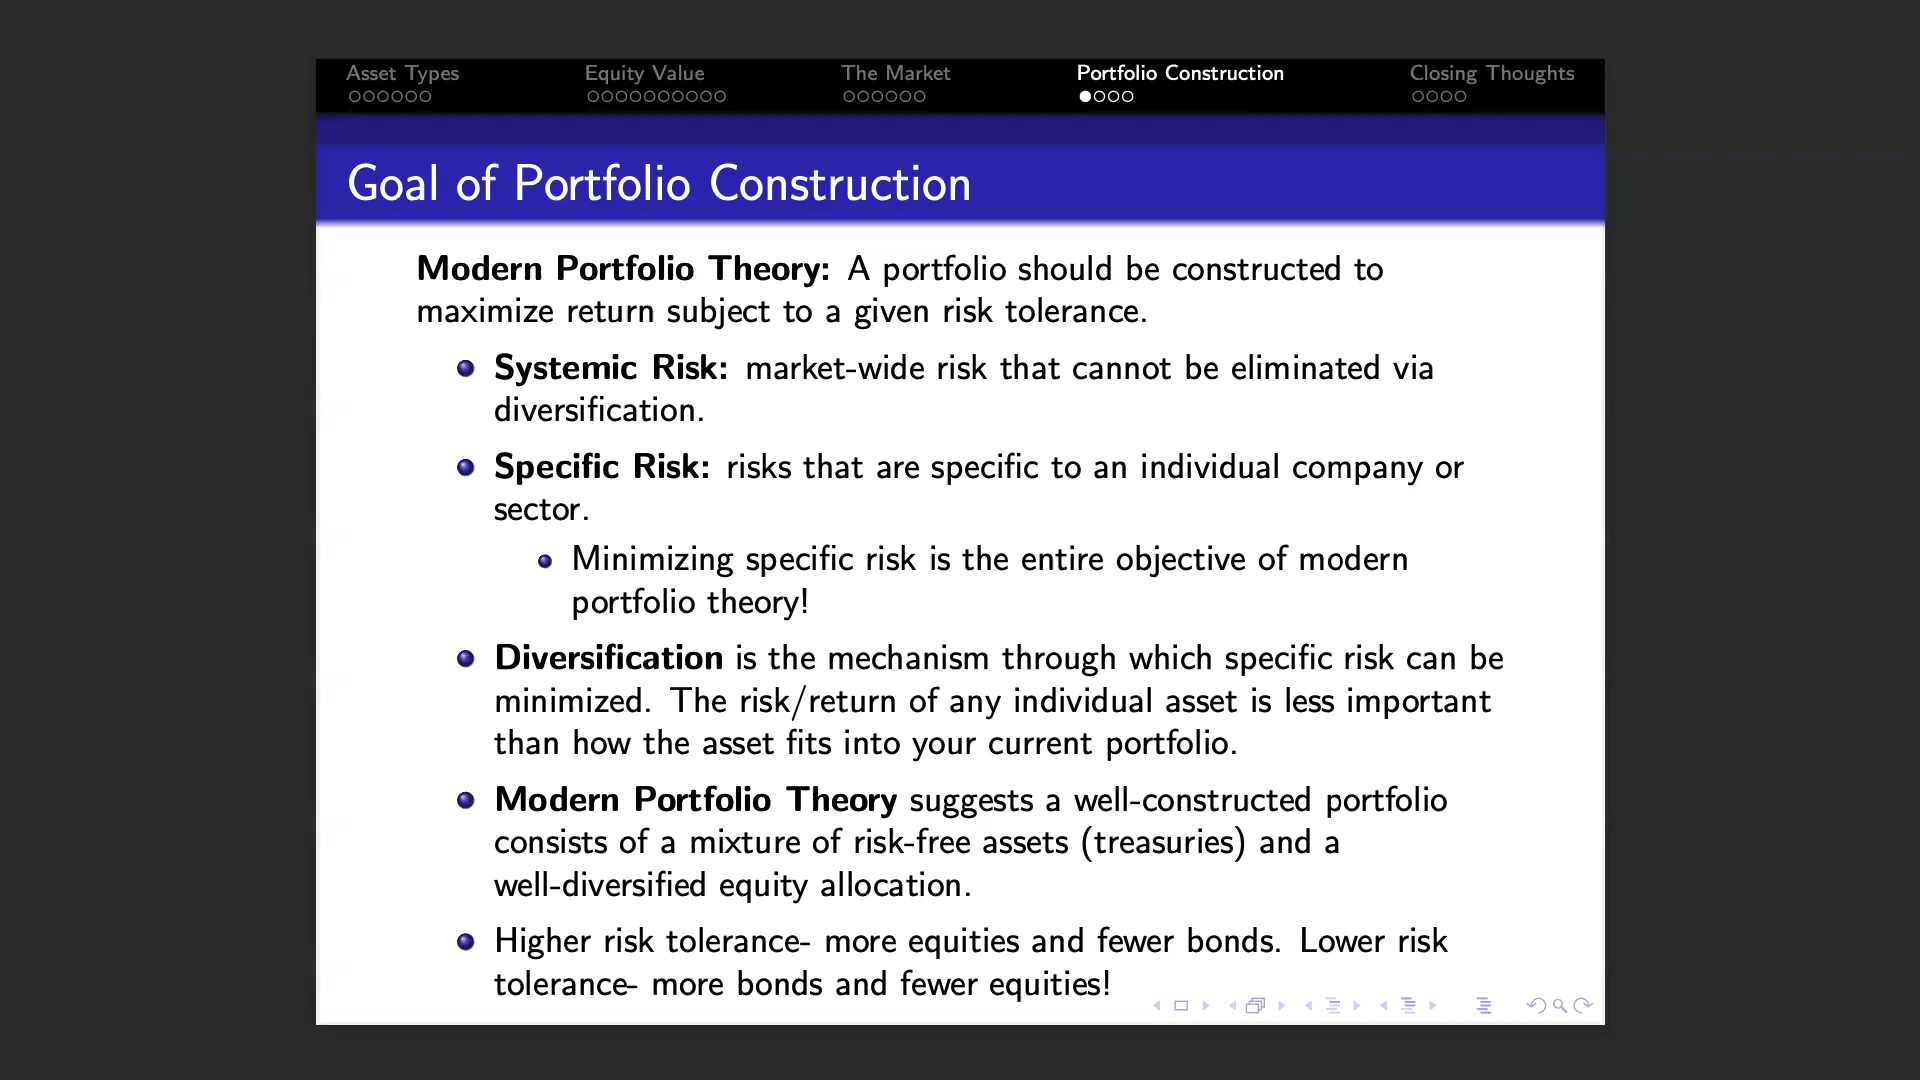 Asset Types
Equity Value
The Market
Portfolio Construction
Closing Thoughts
Goal of Portfolio Construction
Modern Portfolio Theory: A portfolio should be constructed to
maximize return subject to a given risk tolerance.
Systemic Risk: market-wide risk that cannot be eliminated via
diversification.
Specific Risk: risks that are specific to an individual company or
sector.
Minimizing specific risk is the entire objective of modern
portfolio theory!
Diversification is the mechanism through which specific risk can be
minimized. The risk/return of any individual asset is less important
than how the asset fits into your current portfolio.
Modern Portfolio Theory suggests a well-constructed portfolio
consists of a mixture of risk-free assets (treasuries) and a
well-diversified equity allocation.
Higher risk tolerance- more equities and fewer bonds. Lower risk
tolerance- more bonds and fewer equities!